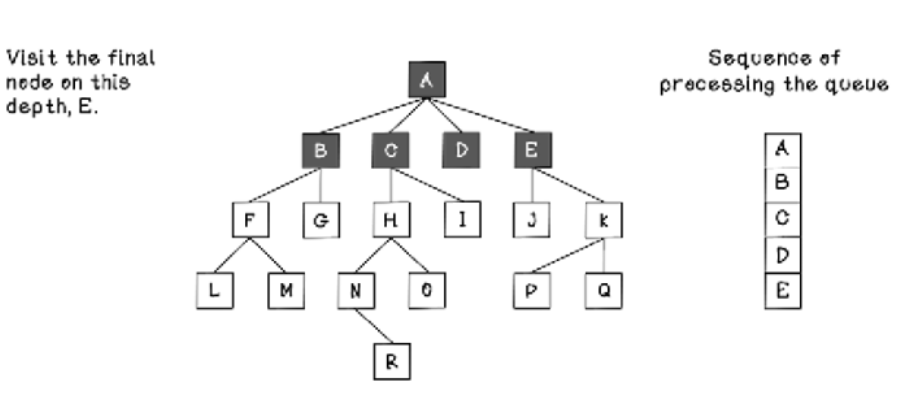 Visit the final
node on this
depth, E.
Sequence of
processing the queue
A
B C D E
F G H I J K
L M N O P Q
R
A
B
C
D
E